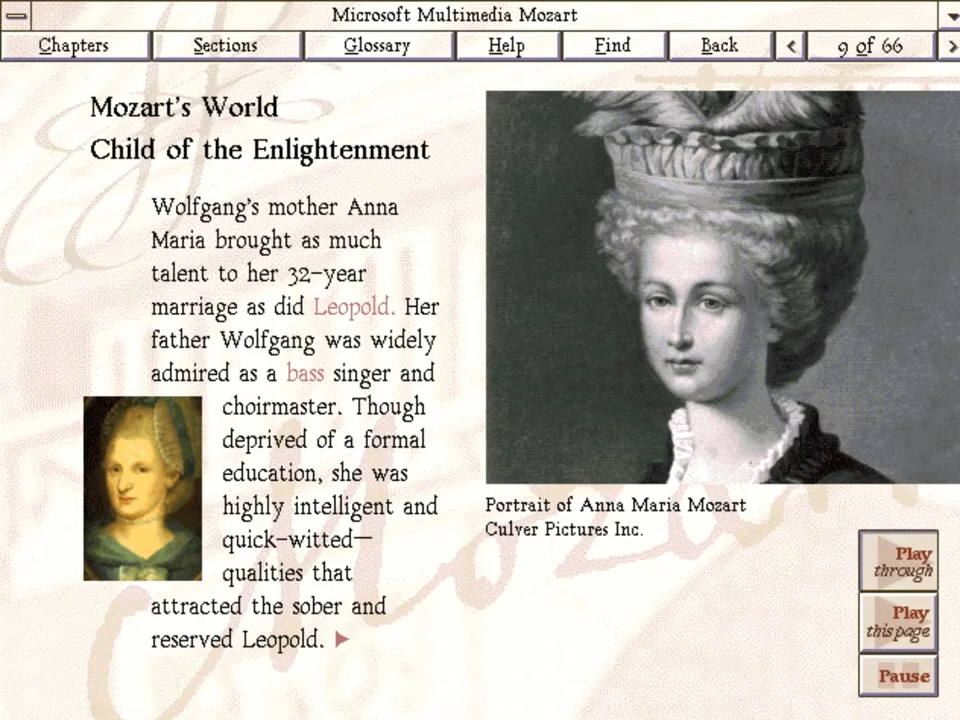 Microsoft Multimedia Mozart
Chapters
Sections
Glossary
Help
Find
Back
9 of 66
Mozart's World
Child of the Enlightenment
Wolfgang's mother Anna
Maria brought as much
talent to her 32-year
marriage as did Leopold. Her
father Wolfgang was widely
admired as a bass singer and
choirmaster. Though
deprived of a formal
education, she was
highly intelligent and
quick-witted—
qualities that
attracted the sober and
reserved Leopold.
Portrait of Anna Maria Mozart
Culver Pictures Inc.
Play
through
Play
this page
Pause